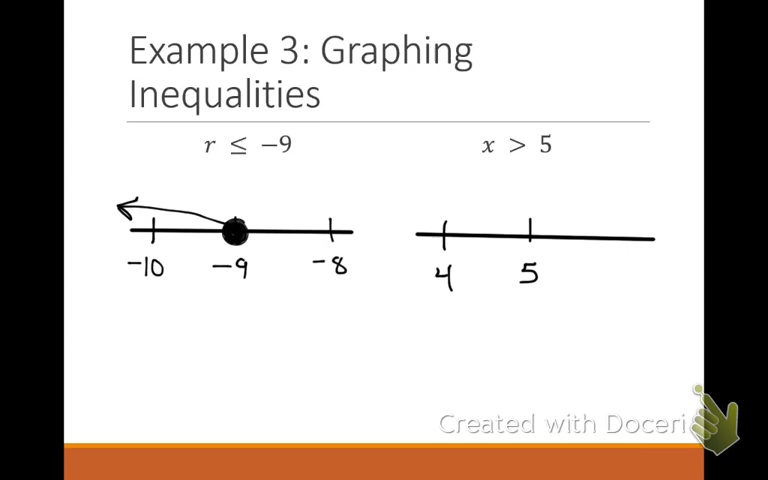 Example 3: Graphing
Inequalities
r ≤ −9
x > 5
-10 -9 -8
4 5
Created with Doceri